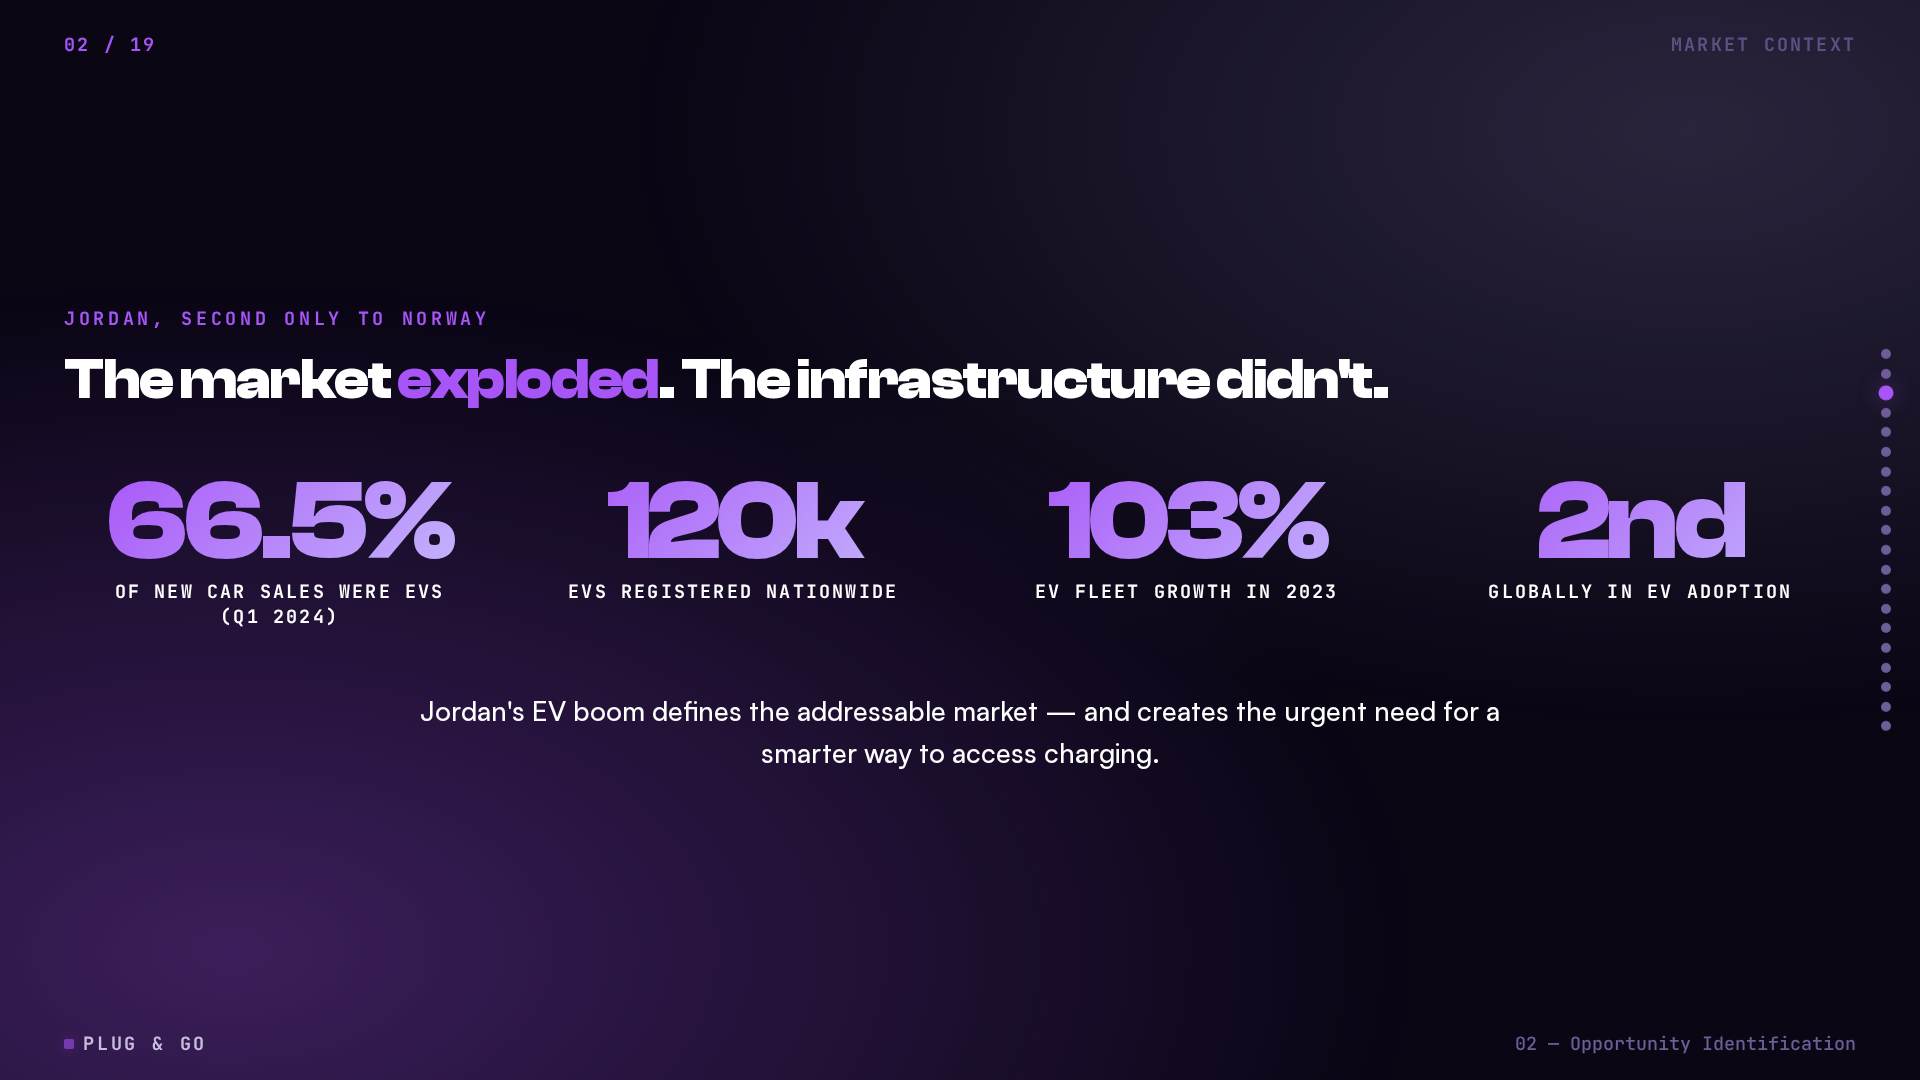 02 / 19
MARKET CONTEXT
JORDAN, SECOND ONLY TO NORWAY
The market exploded. The infrastructure didn't.
66.5%
OF NEW CAR SALES WERE EVS
(Q1 2024)
120k
EVS REGISTERED NATIONWIDE
103%
EV FLEET GROWTH IN 2023
2nd
GLOBALLY IN EV ADOPTION
Jordan's EV boom defines the addressable market — and creates the urgent need for a
smarter way to access charging.
PLUG & GO
02 — Opportunity Identification